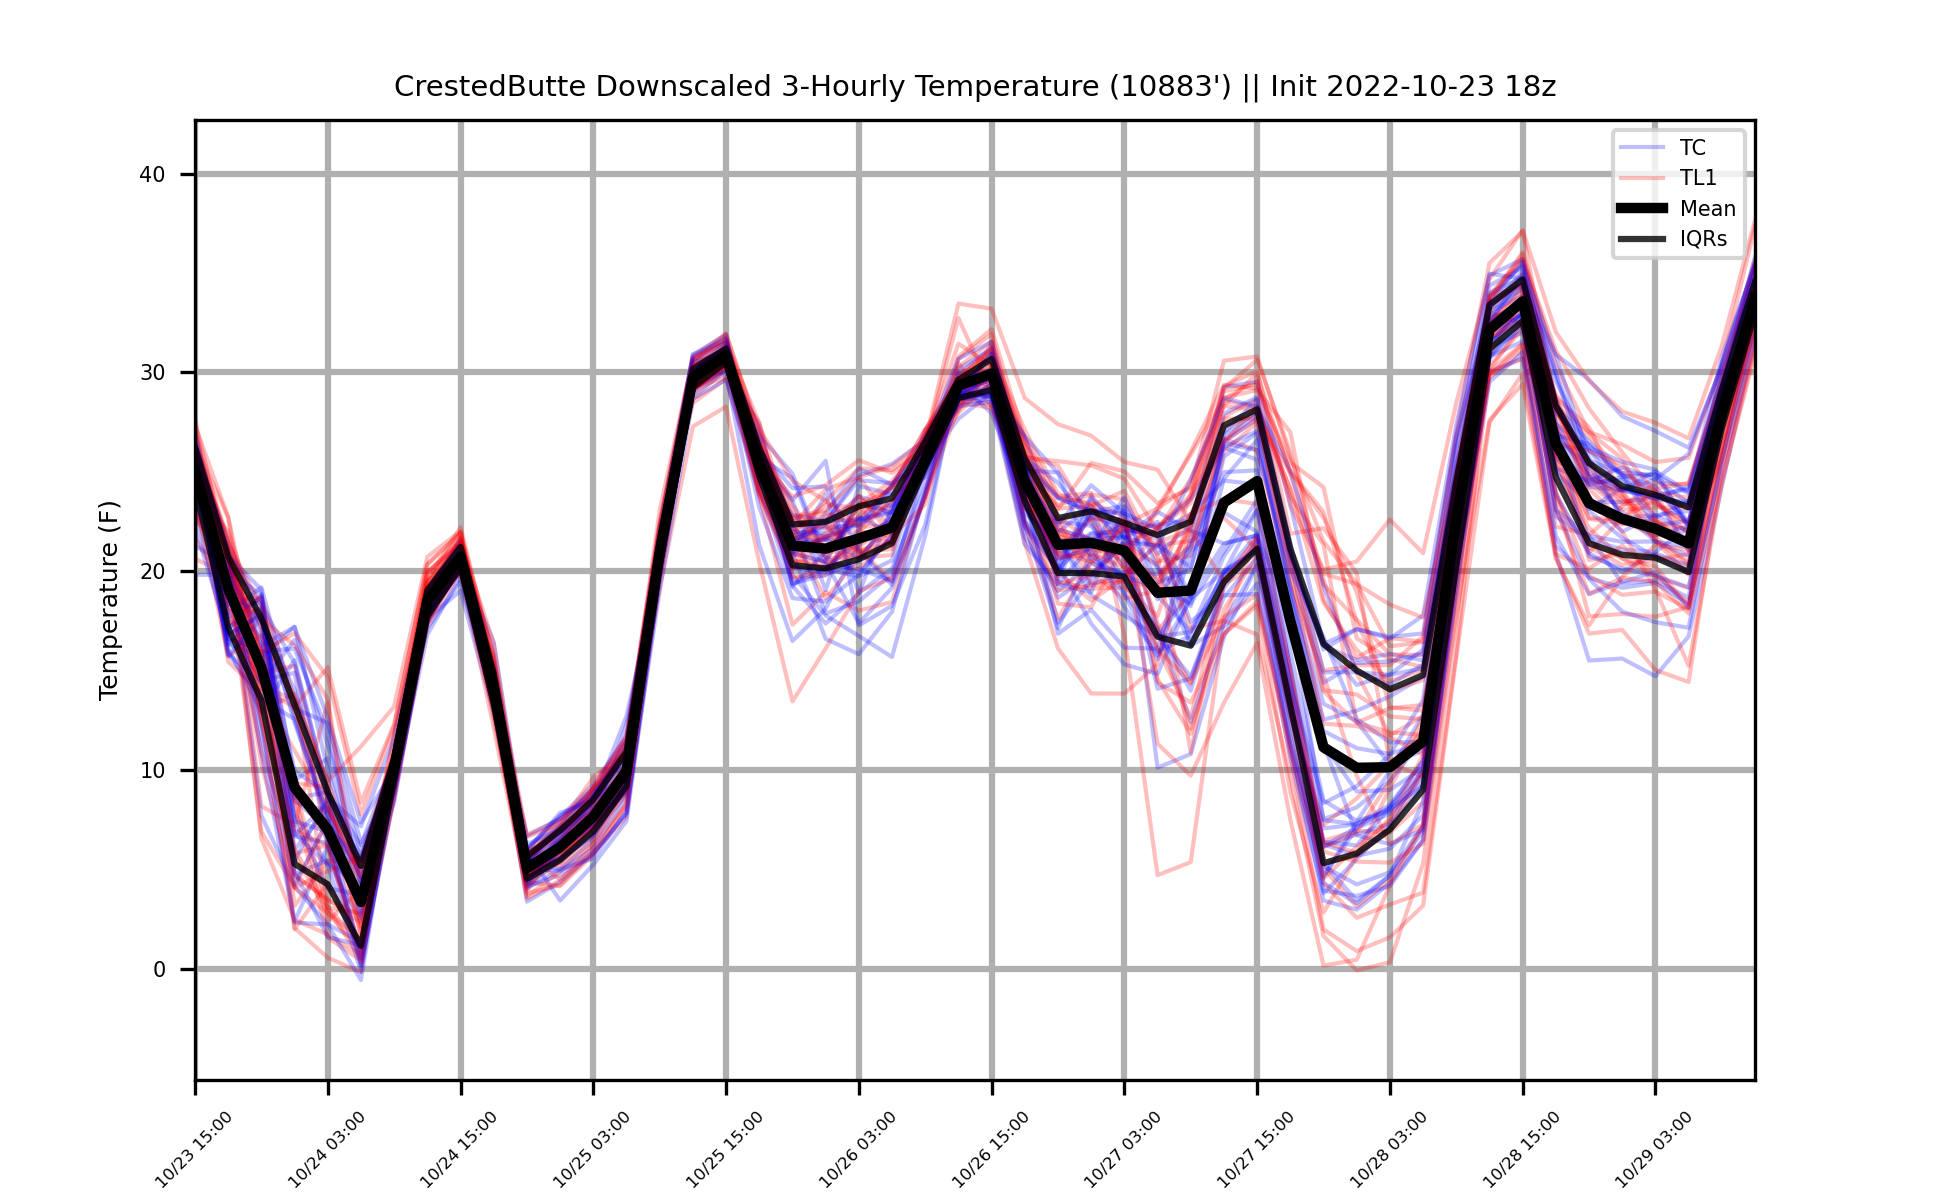 CrestedButte Downscaled 3-Hourly Temperature (10883') || Init 2022-10-23 18z
TC
TL1
Mean
IQRs
Temperature (F)
40
30
20
10
0
10/23 15:00
10/24 03:00
10/24 15:00
10/25 03:00
10/25 15:00
10/26 03:00
10/26 15:00
10/27 03:00
10/27 15:00
10/28 03:00
10/28 15:00
10/29 03:00